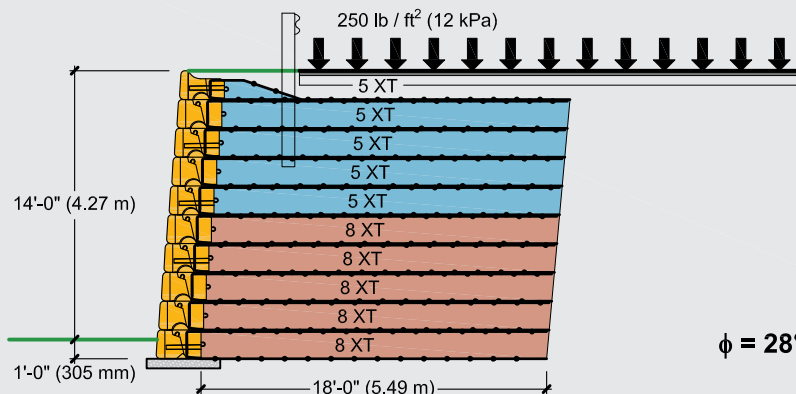 250 lb / ft² (12 kPa)
5 XT
5 XT
5 XT
5 XT
5 XT
8 XT
8 XT
8 XT
8 XT
8 XT
14'-0" (4.27 m)
1'-0" (305 mm)
18'-0" (5.49 m)
ϕ = 28°